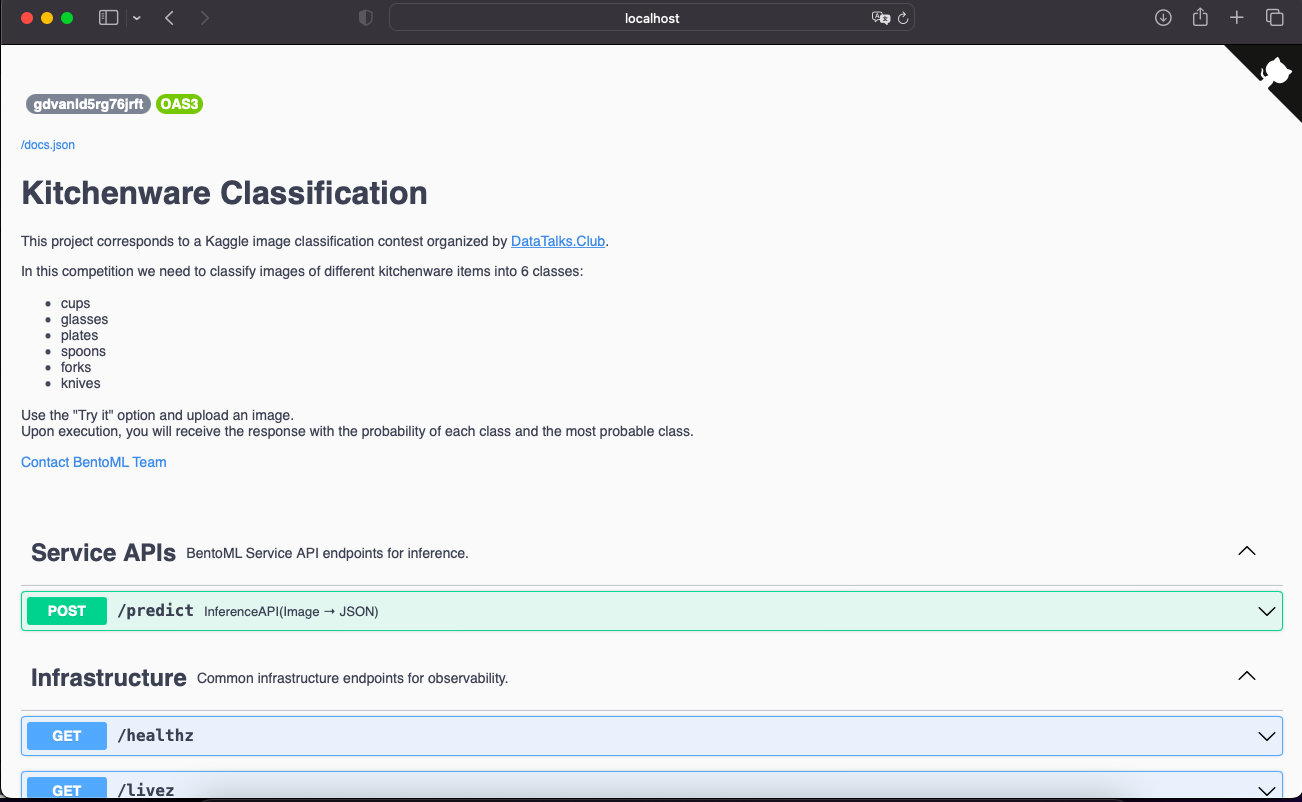 localhost
gdvanld5rg76jrft OAS3
/docs.json
Kitchenware Classification
This project corresponds to a Kaggle image classification contest organized by DataTalks.Club.
In this competition we need to classify images of different kitchenware items into 6 classes:
cups
glasses
plates
spoons
forks
knives
Use the "Try it" option and upload an image.
Upon execution, you will receive the response with the probability of each class and the most probable class.
Contact BentoML Team
Service APIs BentoML Service API endpoints for inference.
POST /predict InferenceAPI(Image → JSON)
Infrastructure Common infrastructure endpoints for observability.
GET /healthz
GET /livez